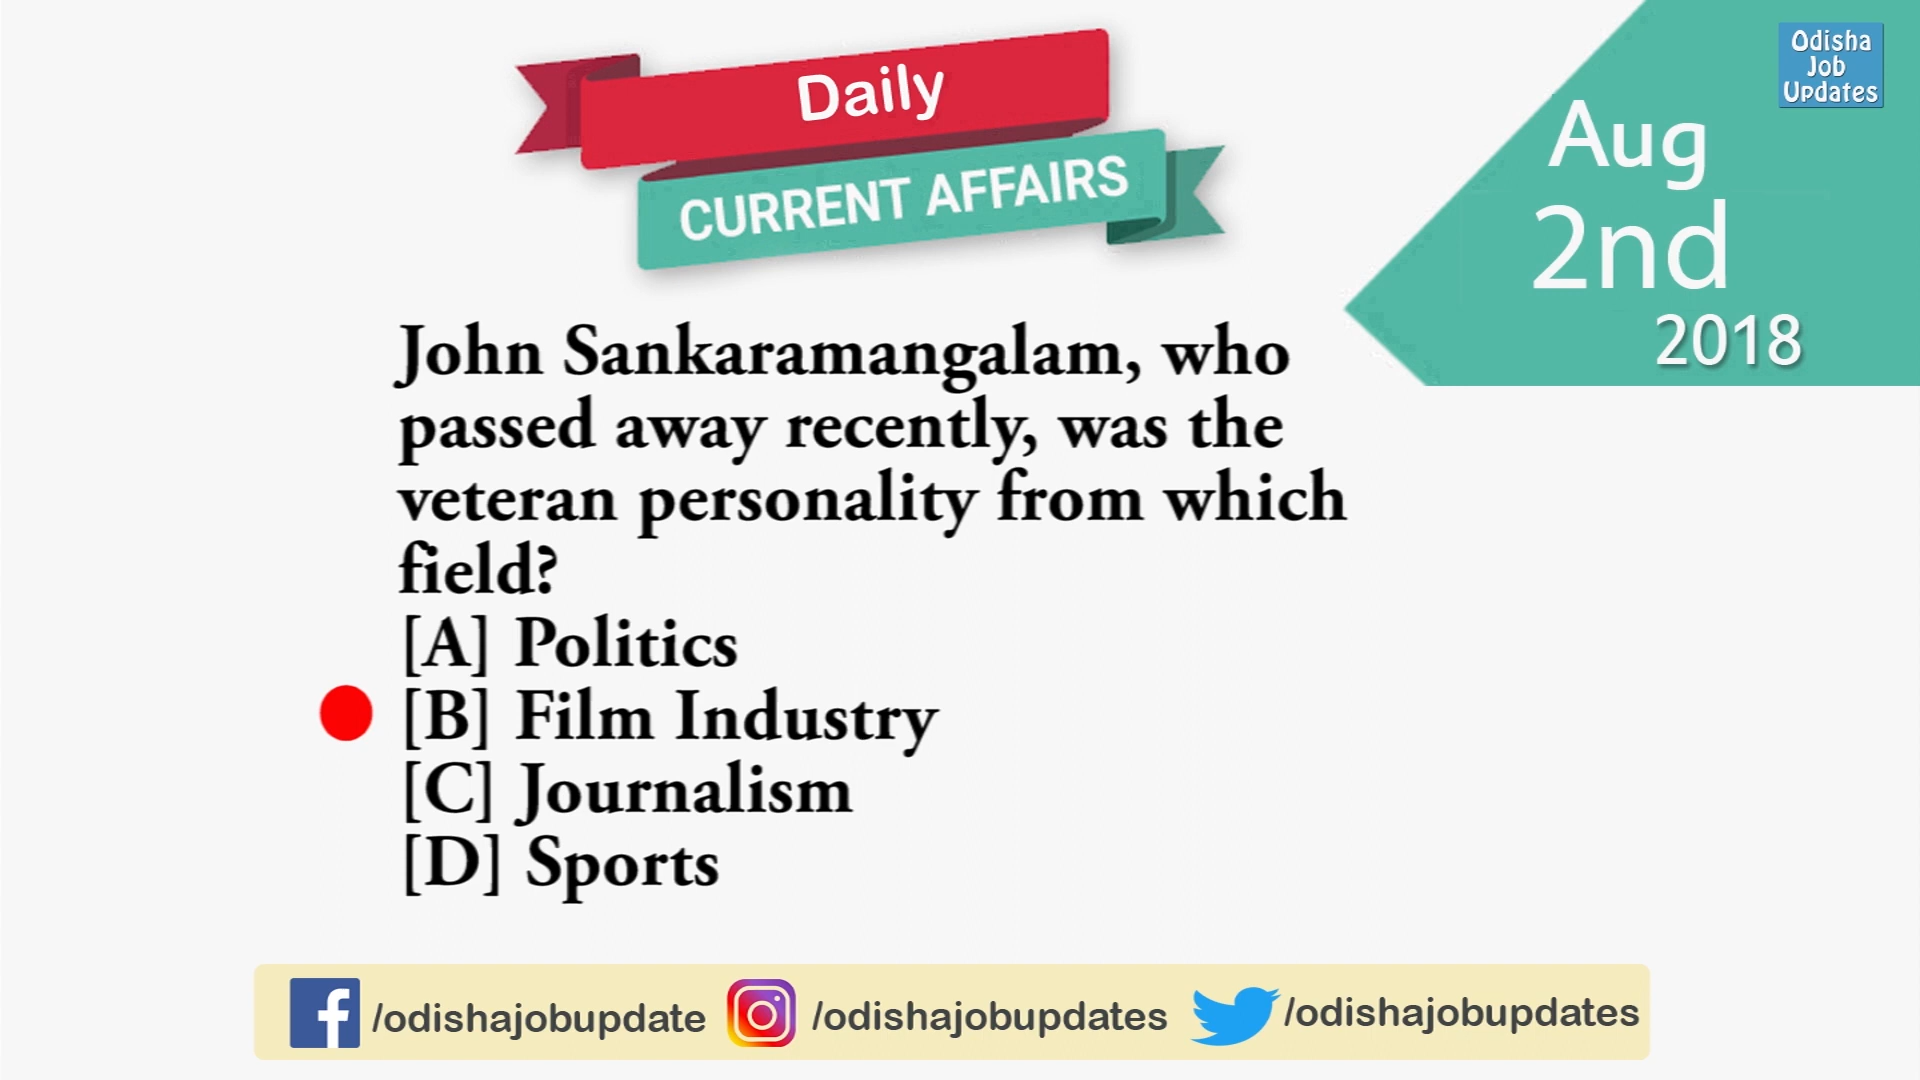 Daily
CURRENT AFFAIRS
Odisha
Job
Updates
Aug
2nd
2018
John Sankaramangalam, who
passed away recently, was the
veteran personality from which
field?
[A] Politics
[B] Film Industry
[C] Journalism
[D] Sports
/odishajobupdate /odishajobupdates /odishajobupdates